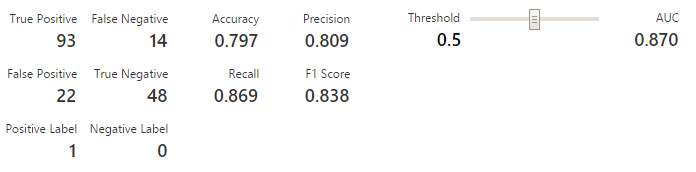 True Positive False Negative Accuracy Precision Threshold AUC
93 14 0.797 0.809 0.5 0.870
False Positive True Negative Recall F1 Score
22 48 0.869 0.838
Positive Label Negative Label
1 0